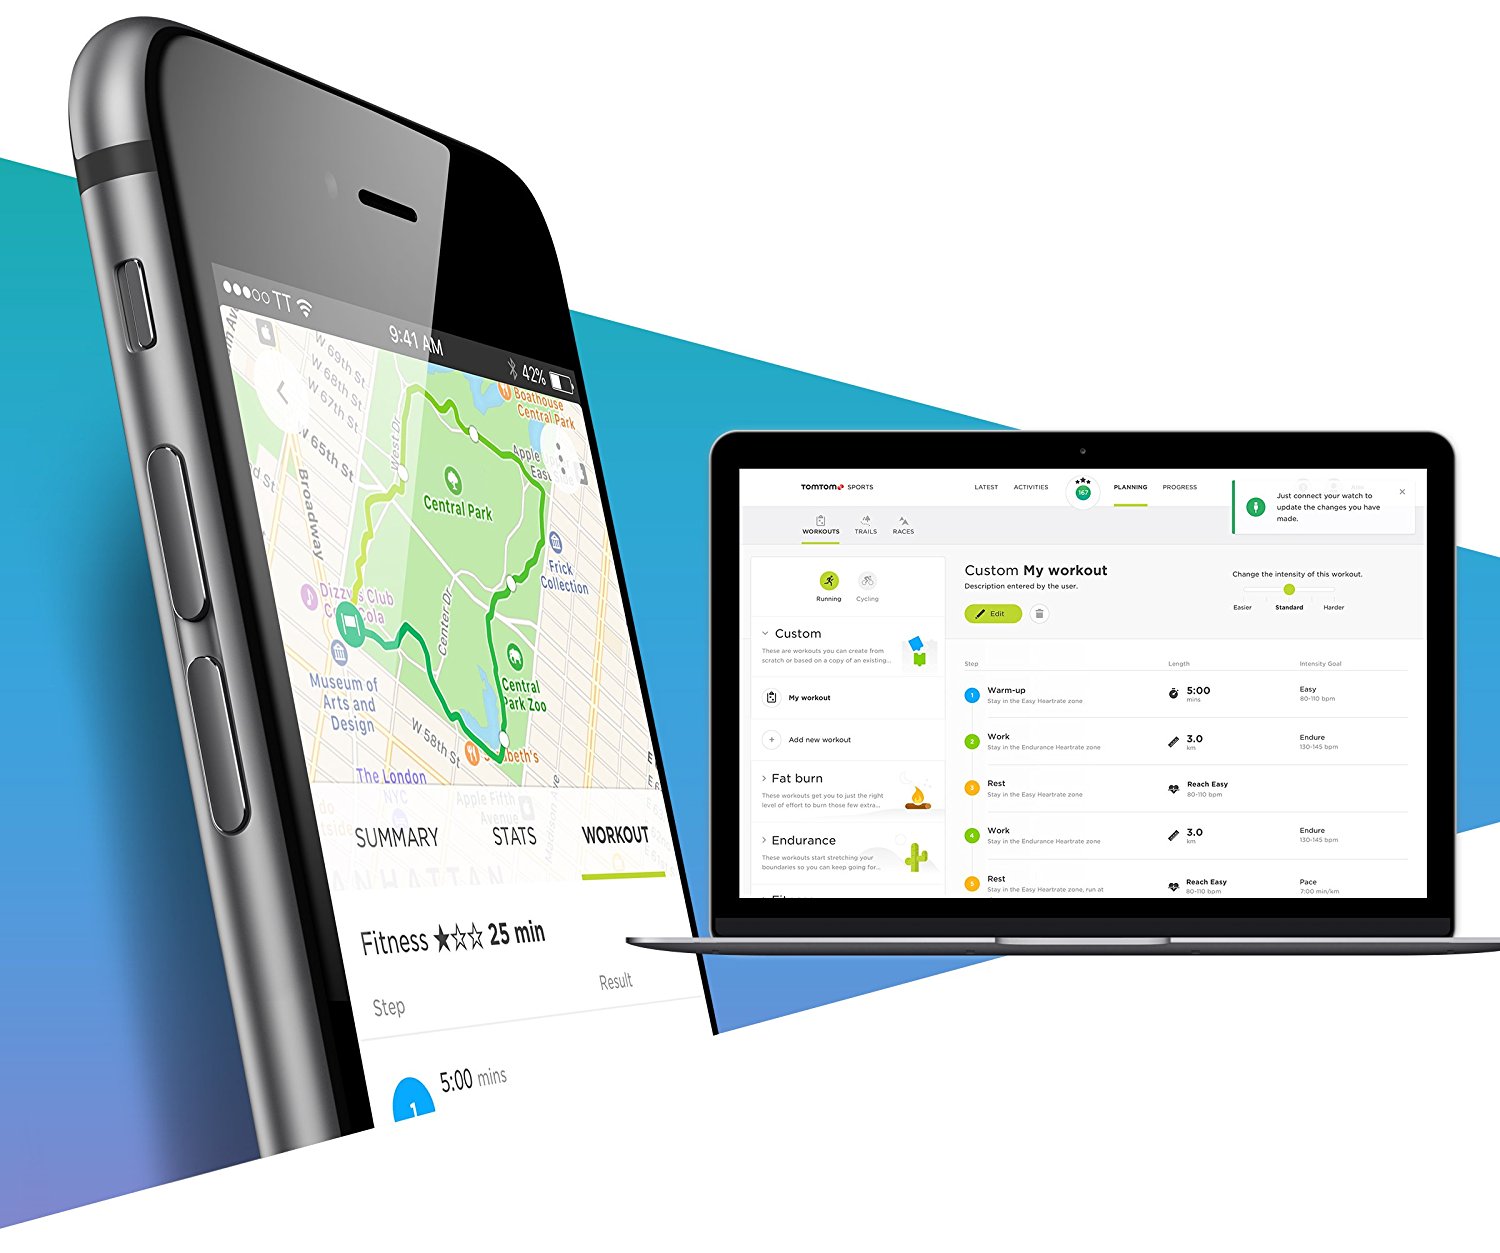 TT
9:41 AM
42%
W 69th St
W 68th St
W 67th St
W 65th St
Broadway
West Dr
Boathouse
Central Park
Apple
East
Central Park
Frick
Collection
Center Dr
Museum of
Arts and
Design
Central
Park Zoo
W 58th St
The London
NYC
Apple Fifth
Avenue
Madison Ave
SUMMARY
STATS
WORKOUT
MANHATTAN
Fitness 25 min
Step
Result
1
5:00 mins
TOMTOM SPORTS
LATEST
ACTIVITIES
167
PLANNING
PROGRESS
Just connect your watch to
update the changes you have
made.
WORKOUTS
TRAILS
RACES
Running
Cycling
Custom
These are workouts you can create from
scratch or based on a copy of an existing...
My workout
Add new workout
Fat burn
These workouts get you to just the right
level of effort to burn those few extra...
Endurance
These workouts start stretching your
boundaries so you can keep going for...
Custom My workout
Description entered by the user.
Edit
Change the intensity of this workout.
Easier
Standard
Harder
Step
Length
Intensity Goal
1
Warm-up
Stay in the Easy Heartrate zone
5:00
mins
Easy
80-110 bpm
2
Work
Stay in the Endurance Heartrate zone
3.0
km
Endure
130-145 bpm
3
Rest
Stay in the Easy Heartrate zone
Reach Easy
80-110 bpm
4
Work
Stay in the Endurance Heartrate zone
3.0
km
Endure
130-145 bpm
5
Rest
Stay in the Easy Heartrate zone, run at
Reach Easy
80-110 bpm
Pace
7:00 min/km